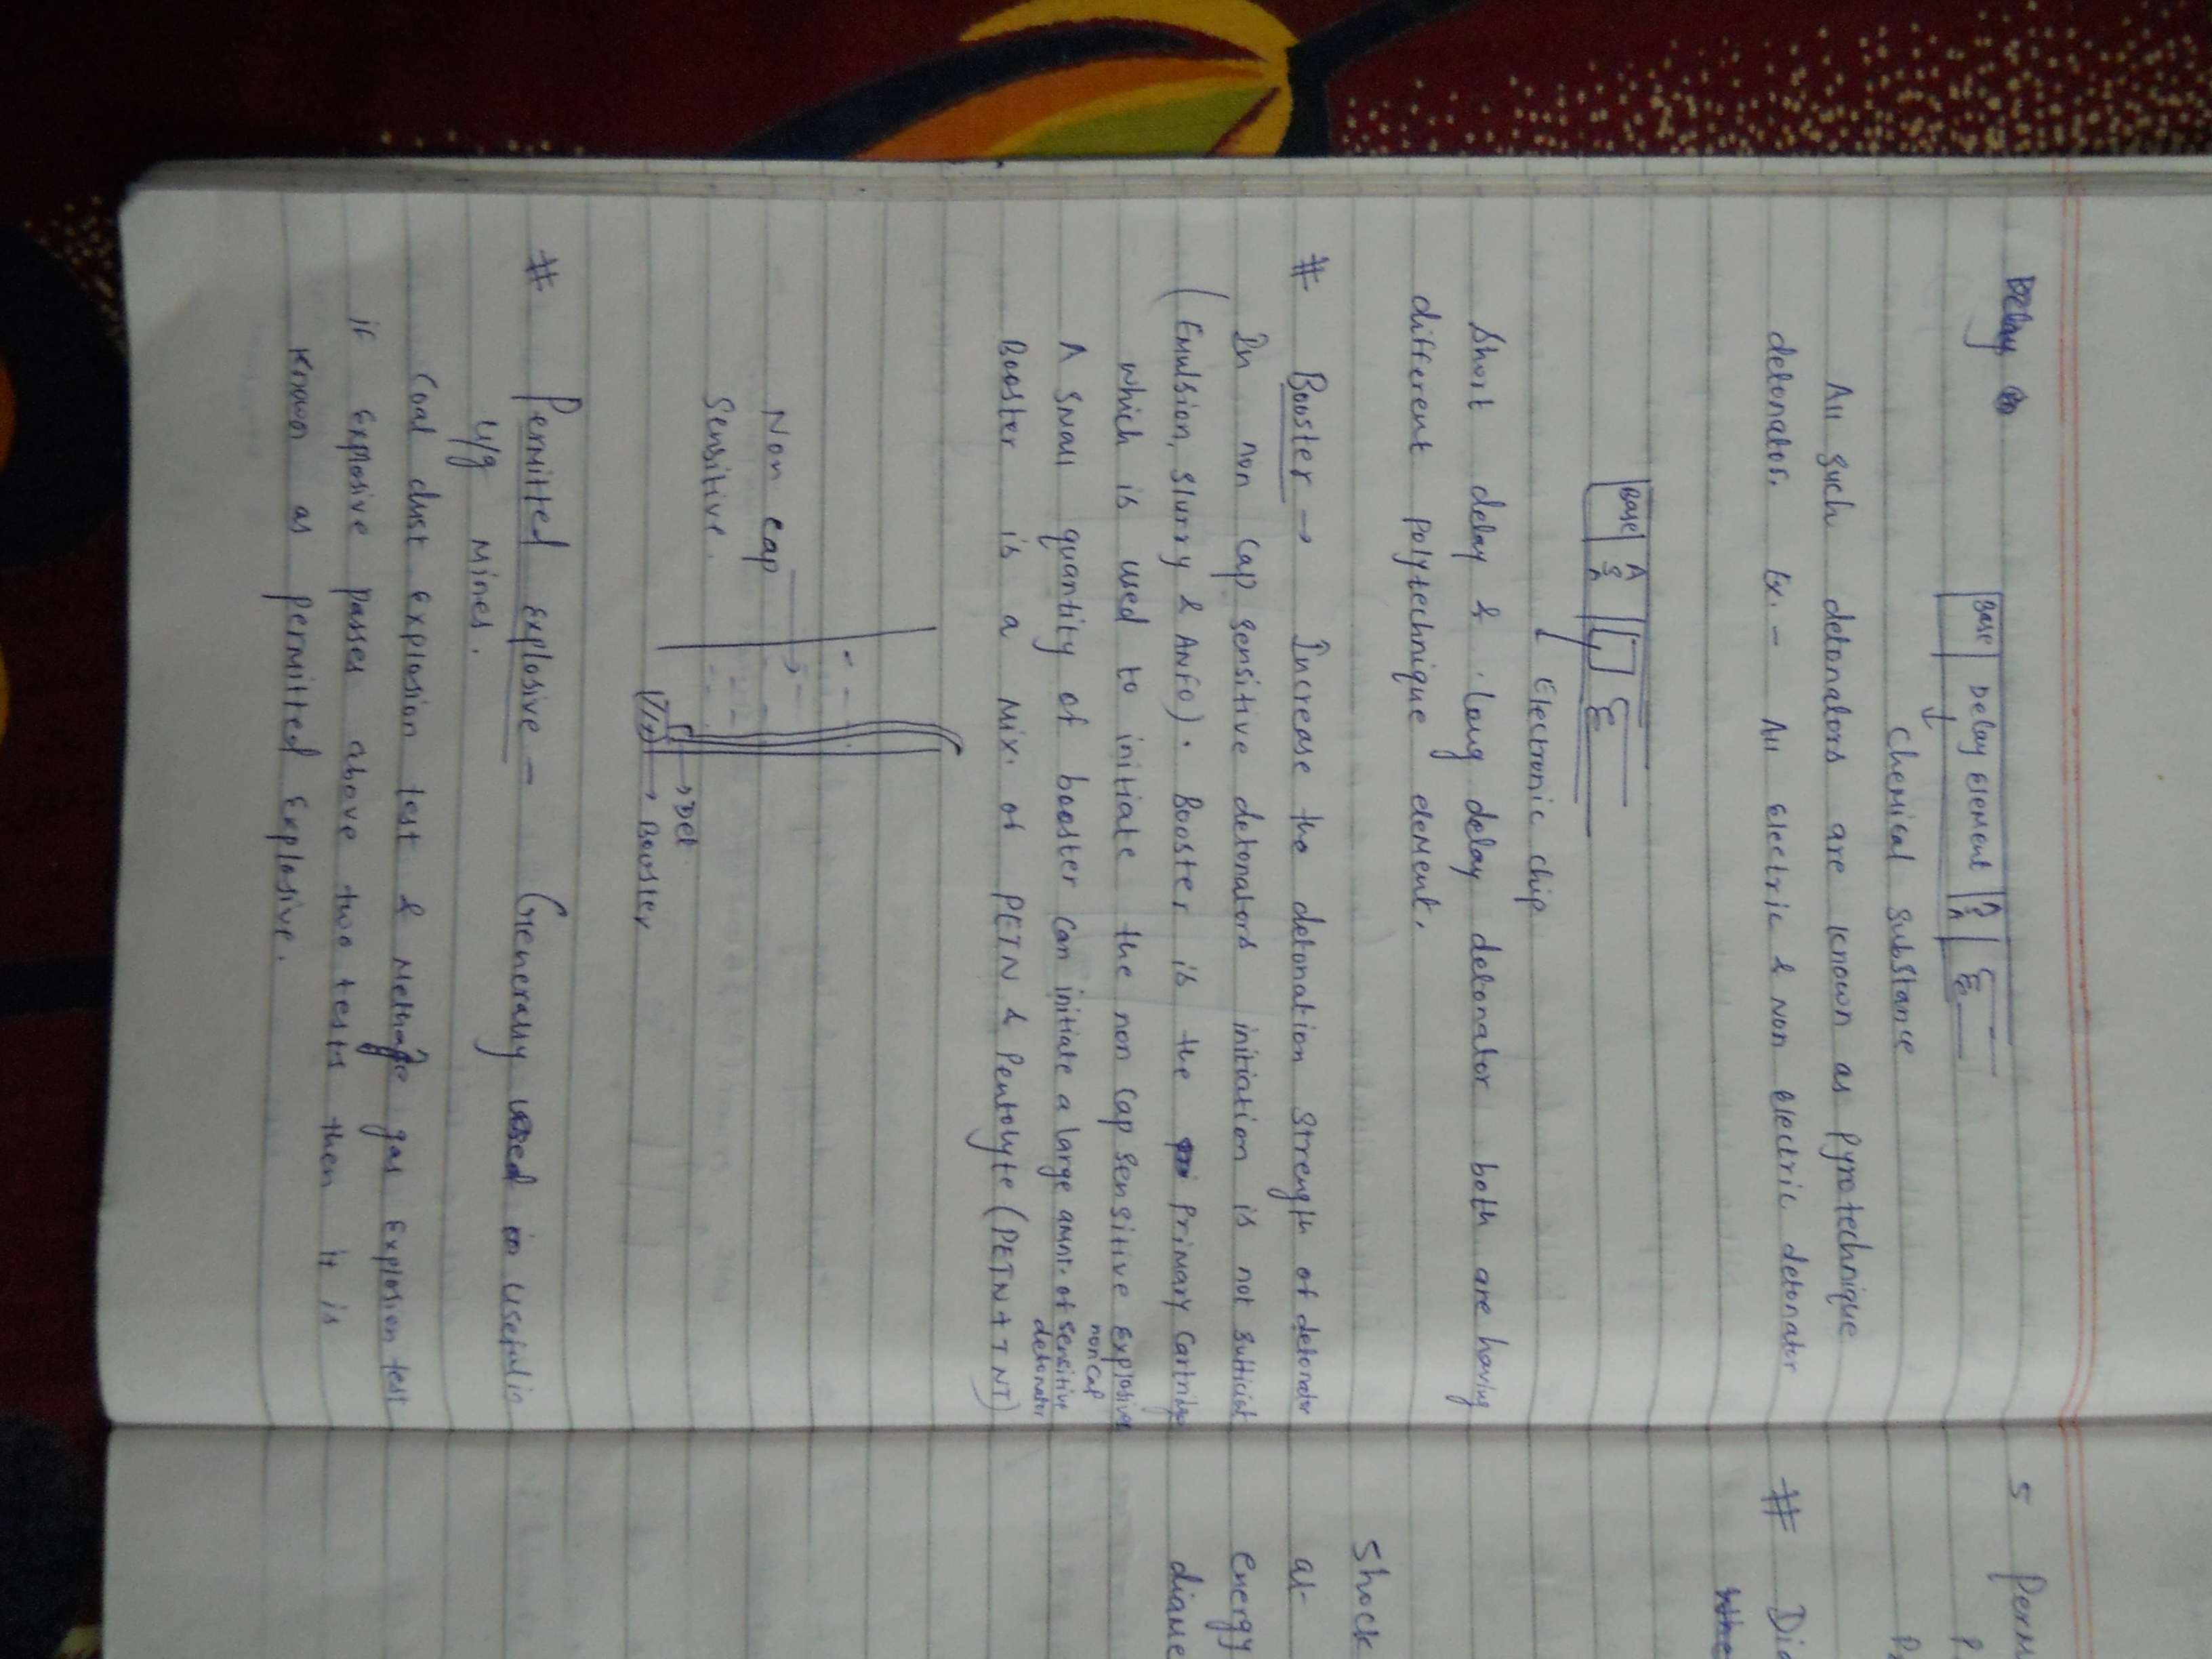 Delay
Base Delay element A S A
Chemical Substance
All such detonators are known as Pyrotechnique
detonator. Ex. - All Electric & Non Electric detonator
Base A S A
Electronic chip
Short delay & long delay detonator both are having
different Polytechnique element.
# Booster → Increase the detonation Strength of detonator
In non Cap sensitive detonators initiation is not sufficiat
(Emulsion, Slurry & ANFO). Booster is the Primary Cartridge
which is used to initiate the non Cap sensitive Explosives
non cap
A small quantity of booster can initiate a large amnt. of sensitive
detonator
Booster is a mix. of PETN & Pentolyte (PETN + TNT)
Non cap
Sensitive.
→ Det.
→ Booster
# Permitted Explosive - Generally used in useful in
u/g mines.
Coal dust Explosion test & Methane gas Explosion test
if Explosive passes above two tests then it is
known as permitted Explosive.
5 Perm
# Dia
Shock
at
energy
diame